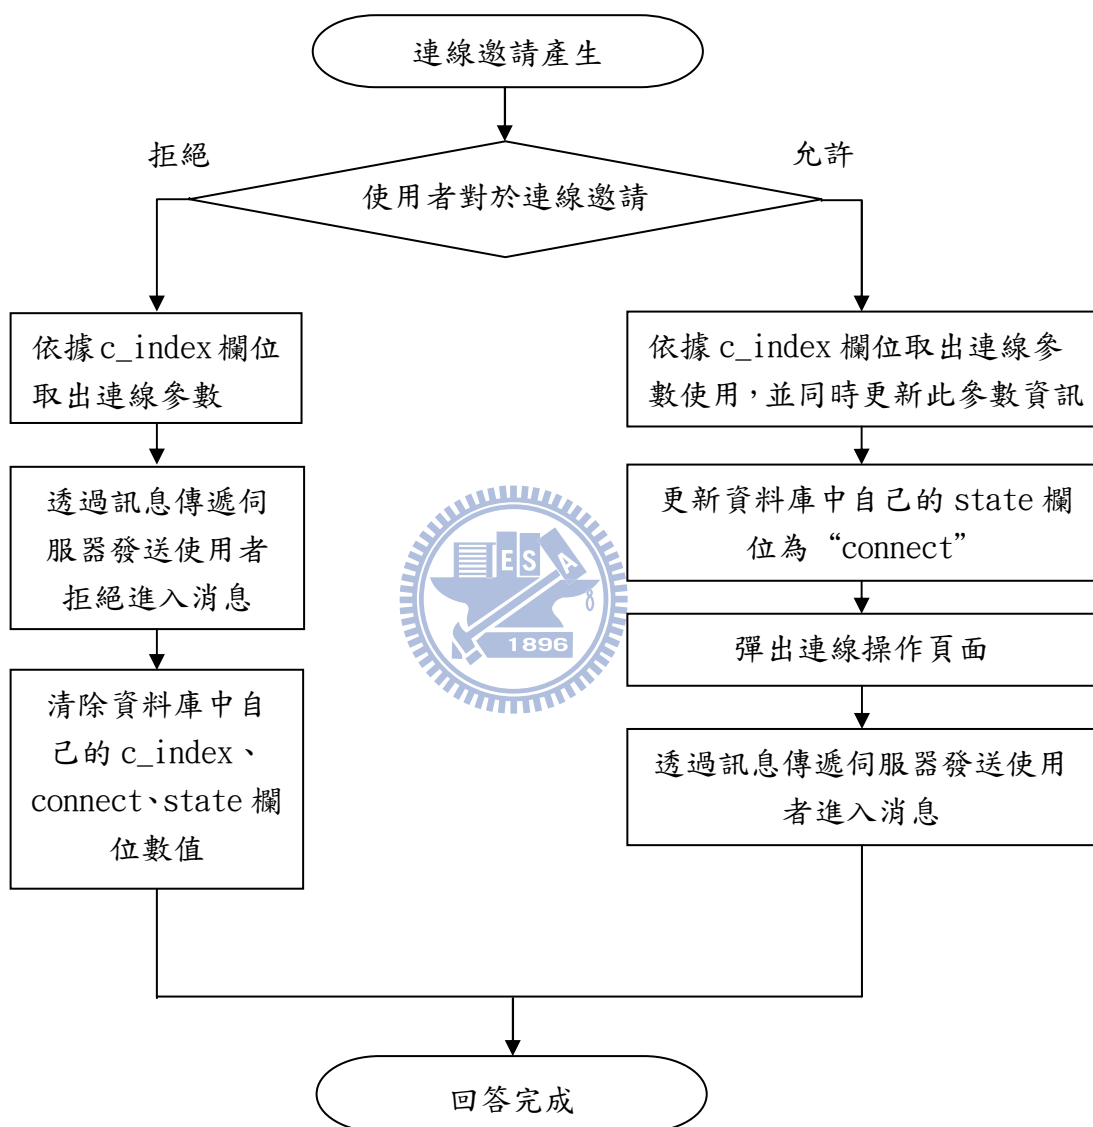 連線邀請產生
拒絕
允許
使用者對於連線邀請
依據 c_index 欄位
取出連線參數
透過訊息傳遞伺
服器發送使用者
拒絕進入消息
清除資料庫中自
己的 c_index、
connect、state 欄
位數值
依據 c_index 欄位取出連線參
數使用，並同時更新此參數資訊
更新資料庫中自己的 state 欄
位為“connect”
彈出連線操作頁面
透過訊息傳遞伺服器發送使用
者進入消息
E S A
1896
回答完成